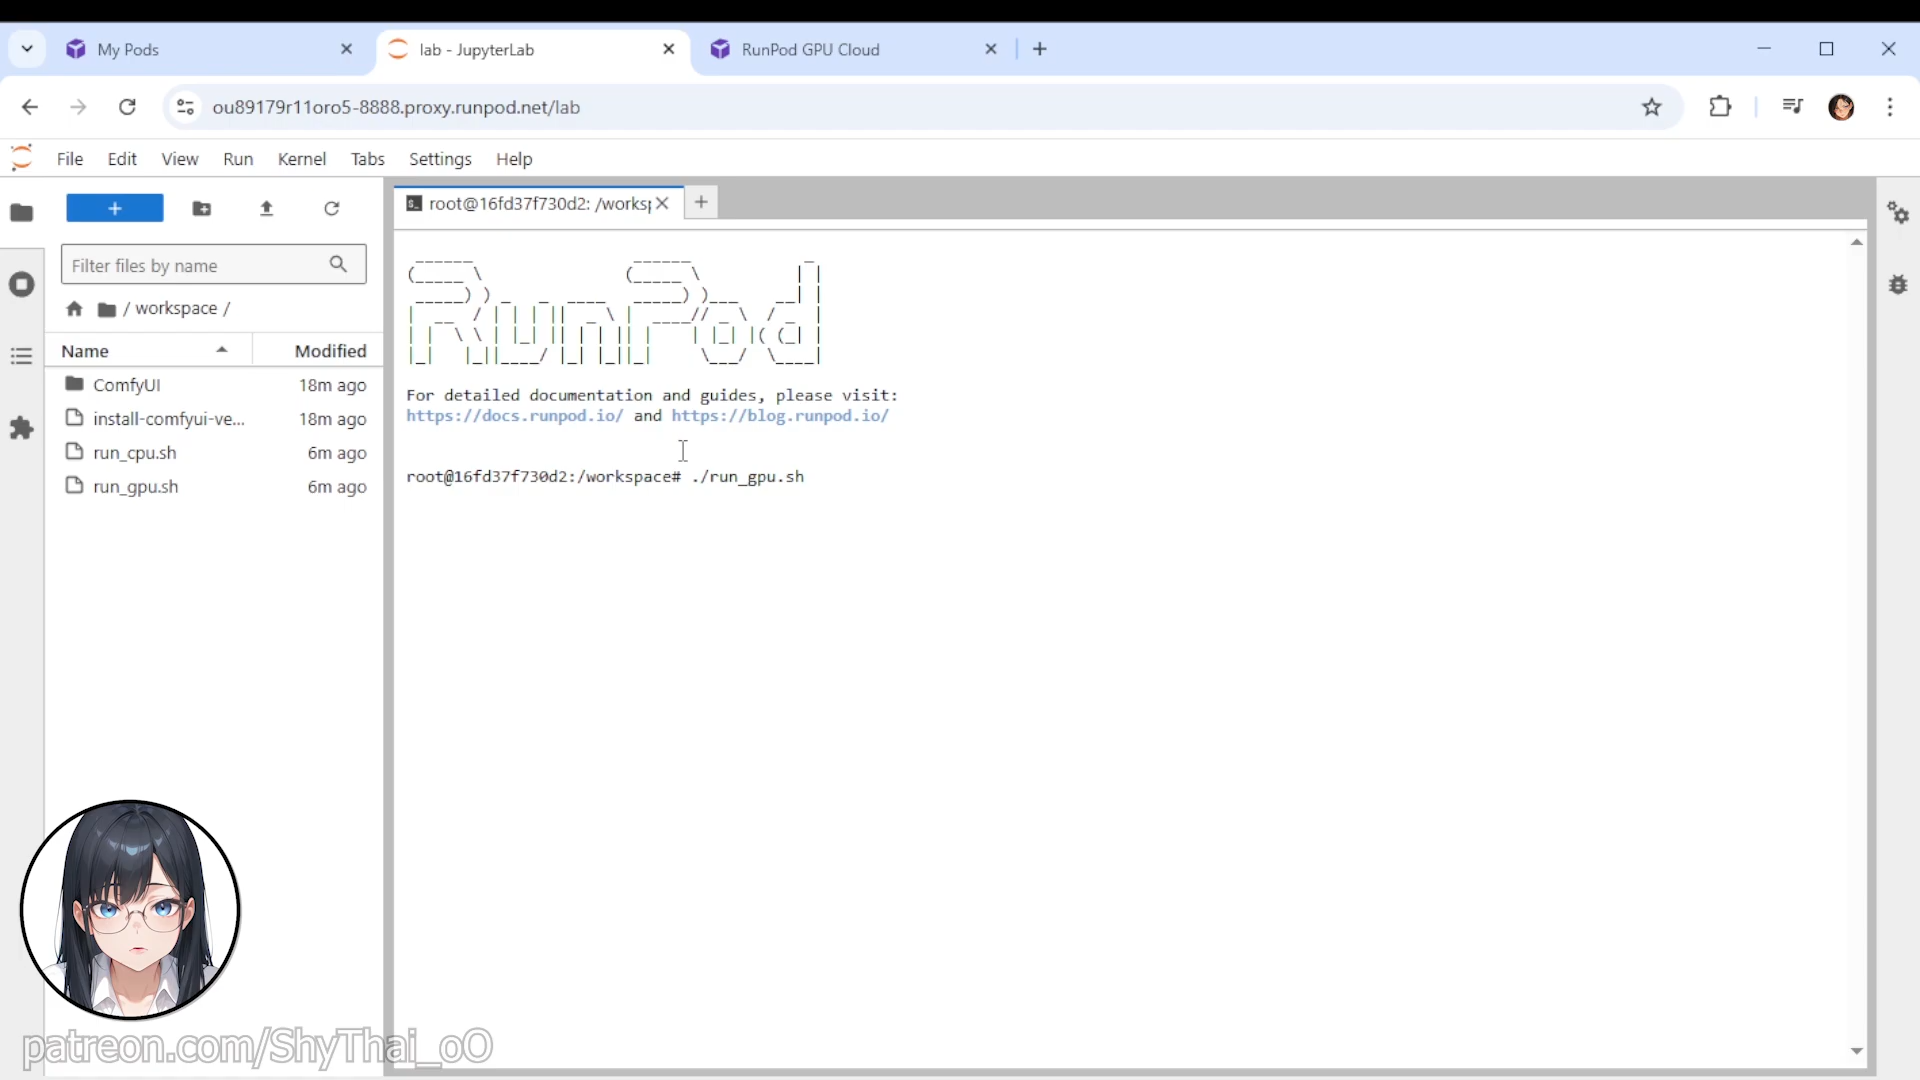 My Pods
lab - JupyterLab
RunPod GPU Cloud
ou89179r11oro5-8888.proxy.runpod.net/lab
File Edit View Run Kernel Tabs Settings Help
root@16fd37f730d2: /worksp
Filter files by name
/ workspace /
Name Modified
ComfyUI 18m ago
install-comfyui-ve... 18m ago
run_cpu.sh 6m ago
run_gpu.sh 6m ago
RunPod
For detailed documentation and guides, please visit:
https://docs.runpod.io/ and https://blog.runpod.io/
root@16fd37f730d2:/workspace# ./run_gpu.sh
patreon.com/ShyThai_oO